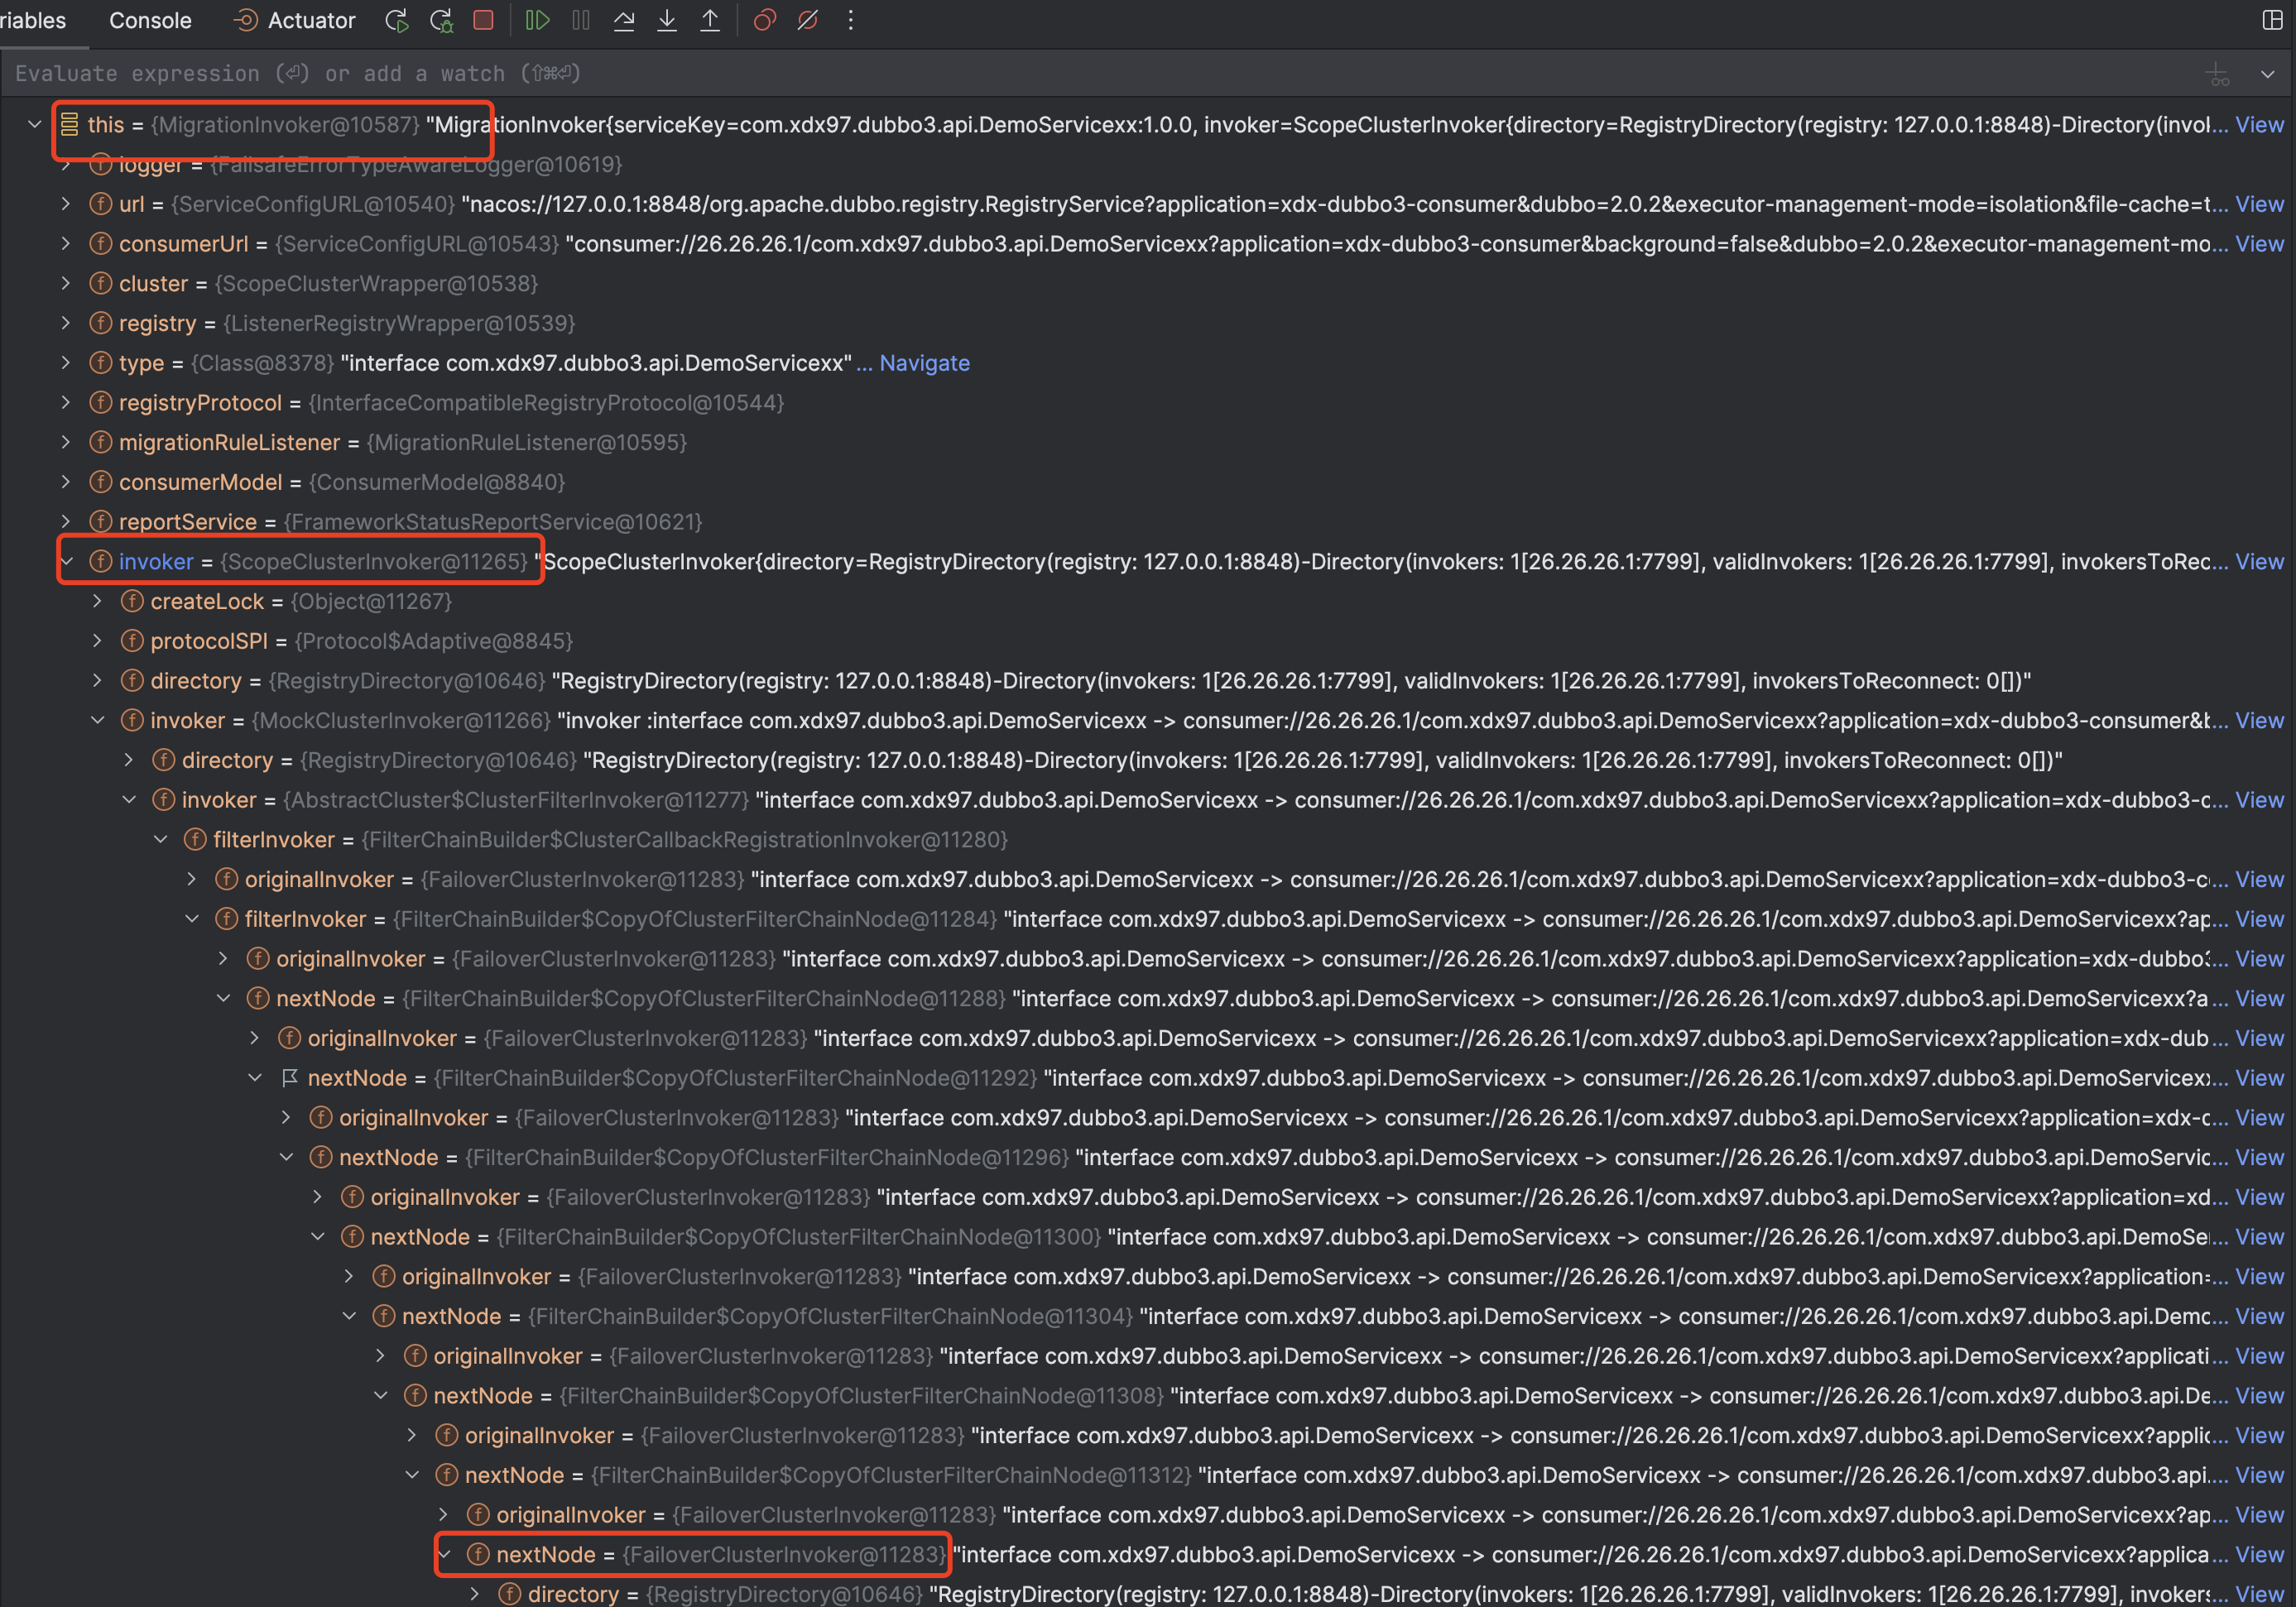 riables Console Actuator
Evaluate expression (⏎) or add a watch (⇧⌘⏎)
this = {MigrationInvoker@10587} "MigrationInvoker{serviceKey=com.xdx97.dubbo3.api.DemoServicexx:1.0.0, invoker=ScopeClusterInvoker{directory=RegistryDirectory(registry: 127.0.0.1:8848)-Directory(invol... View
logger = {FailsafeErrorTypeAwareLogger@10619}
url = {ServiceConfigURL@10540} "nacos://127.0.0.1:8848/org.apache.dubbo.registry.RegistryService?application=xdx-dubbo3-consumer&dubbo=2.0.2&executor-management-mode=isolation&file-cache=t... View
consumerUrl = {ServiceConfigURL@10543} "consumer://26.26.26.1/com.xdx97.dubbo3.api.DemoServicexx?application=xdx-dubbo3-consumer&background=false&dubbo=2.0.2&executor-management-mo... View
cluster = {ScopeClusterWrapper@10538}
registry = {ListenerRegistryWrapper@10539}
type = {Class@8378} "interface com.xdx97.dubbo3.api.DemoServicexx" ... Navigate
registryProtocol = {InterfaceCompatibleRegistryProtocol@10544}
migrationRuleListener = {MigrationRuleListener@10595}
consumerModel = {ConsumerModel@8840}
reportService = {FrameworkStatusReportService@10621}
invoker = {ScopeClusterInvoker@11265} "ScopeClusterInvoker{directory=RegistryDirectory(registry: 127.0.0.1:8848)-Directory(invokers: 1[26.26.26.1:7799], validInvokers: 1[26.26.26.1:7799], invokersToRec... View
createLock = {Object@11267}
protocolSPI = {Protocol$Adaptive@8845}
directory = {RegistryDirectory@10646} "RegistryDirectory(registry: 127.0.0.1:8848)-Directory(invokers: 1[26.26.26.1:7799], validInvokers: 1[26.26.26.1:7799], invokersToReconnect: 0[])"
invoker = {MockClusterInvoker@11266} "invoker :interface com.xdx97.dubbo3.api.DemoServicexx -> consumer://26.26.26.1/com.xdx97.dubbo3.api.DemoServicexx?application=xdx-dubbo3-consumer&b... View
directory = {RegistryDirectory@10646} "RegistryDirectory(registry: 127.0.0.1:8848)-Directory(invokers: 1[26.26.26.1:7799], validInvokers: 1[26.26.26.1:7799], invokersToReconnect: 0[])"
invoker = {AbstractCluster$ClusterFilterInvoker@11277} "interface com.xdx97.dubbo3.api.DemoServicexx -> consumer://26.26.26.1/com.xdx97.dubbo3.api.DemoServicexx?application=xdx-dubbo3-c... View
filterInvoker = {FilterChainBuilder$ClusterCallbackRegistrationInvoker@11280}
originalInvoker = {FailoverClusterInvoker@11283} "interface com.xdx97.dubbo3.api.DemoServicexx -> consumer://26.26.26.1/com.xdx97.dubbo3.api.DemoServicexx?application=xdx-dubbo3-c... View
filterInvoker = {FilterChainBuilder$CopyOfClusterFilterChainNode@11284} "interface com.xdx97.dubbo3.api.DemoServicexx -> consumer://26.26.26.1/com.xdx97.dubbo3.api.DemoServicexx?ap... View
originalInvoker = {FailoverClusterInvoker@11283} "interface com.xdx97.dubbo3.api.DemoServicexx -> consumer://26.26.26.1/com.xdx97.dubbo3.api.DemoServicexx?application=xdx-dubbo3... View
nextNode = {FilterChainBuilder$CopyOfClusterFilterChainNode@11288} "interface com.xdx97.dubbo3.api.DemoServicexx -> consumer://26.26.26.1/com.xdx97.dubbo3.api.DemoServicexx?a... View
originalInvoker = {FailoverClusterInvoker@11283} "interface com.xdx97.dubbo3.api.DemoServicexx -> consumer://26.26.26.1/com.xdx97.dubbo3.api.DemoServicexx?application=xdx-dub... View
nextNode = {FilterChainBuilder$CopyOfClusterFilterChainNode@11292} "interface com.xdx97.dubbo3.api.DemoServicexx -> consumer://26.26.26.1/com.xdx97.dubbo3.api.DemoServicex... View
originalInvoker = {FailoverClusterInvoker@11283} "interface com.xdx97.dubbo3.api.DemoServicexx -> consumer://26.26.26.1/com.xdx97.dubbo3.api.DemoServicexx?application=xdx-c... View
nextNode = {FilterChainBuilder$CopyOfClusterFilterChainNode@11296} "interface com.xdx97.dubbo3.api.DemoServicexx -> consumer://26.26.26.1/com.xdx97.dubbo3.api.DemoServic... View
originalInvoker = {FailoverClusterInvoker@11283} "interface com.xdx97.dubbo3.api.DemoServicexx -> consumer://26.26.26.1/com.xdx97.dubbo3.api.DemoServicexx?application=xd... View
nextNode = {FilterChainBuilder$CopyOfClusterFilterChainNode@11300} "interface com.xdx97.dubbo3.api.DemoServicexx -> consumer://26.26.26.1/com.xdx97.dubbo3.api.DemoSe... View
originalInvoker = {FailoverClusterInvoker@11283} "interface com.xdx97.dubbo3.api.DemoServicexx -> consumer://26.26.26.1/com.xdx97.dubbo3.api.DemoServicexx?application=... View
nextNode = {FilterChainBuilder$CopyOfClusterFilterChainNode@11304} "interface com.xdx97.dubbo3.api.DemoServicexx -> consumer://26.26.26.1/com.xdx97.dubbo3.api.Demo... View
originalInvoker = {FailoverClusterInvoker@11283} "interface com.xdx97.dubbo3.api.DemoServicexx -> consumer://26.26.26.1/com.xdx97.dubbo3.api.DemoServicexx?applicati... View
nextNode = {FilterChainBuilder$CopyOfClusterFilterChainNode@11308} "interface com.xdx97.dubbo3.api.DemoServicexx -> consumer://26.26.26.1/com.xdx97.dubbo3.api.De... View
originalInvoker = {FailoverClusterInvoker@11283} "interface com.xdx97.dubbo3.api.DemoServicexx -> consumer://26.26.26.1/com.xdx97.dubbo3.api.DemoServicexx?applic... View
nextNode = {FilterChainBuilder$CopyOfClusterFilterChainNode@11312} "interface com.xdx97.dubbo3.api.DemoServicexx -> consumer://26.26.26.1/com.xdx97.dubbo3.api... View
originalInvoker = {FailoverClusterInvoker@11283} "interface com.xdx97.dubbo3.api.DemoServicexx -> consumer://26.26.26.1/com.xdx97.dubbo3.api.DemoServicexx?ap... View
nextNode = {FailoverClusterInvoker@11283} "interface com.xdx97.dubbo3.api.DemoServicexx -> consumer://26.26.26.1/com.xdx97.dubbo3.api.DemoServicexx?applica... View
directory = {RegistryDirectory@10646} "RegistryDirectory(registry: 127.0.0.1:8848)-Directory(invokers: 1[26.26.26.1:7799], validInvokers: 1[26.26.26.1:7799], invokers... View